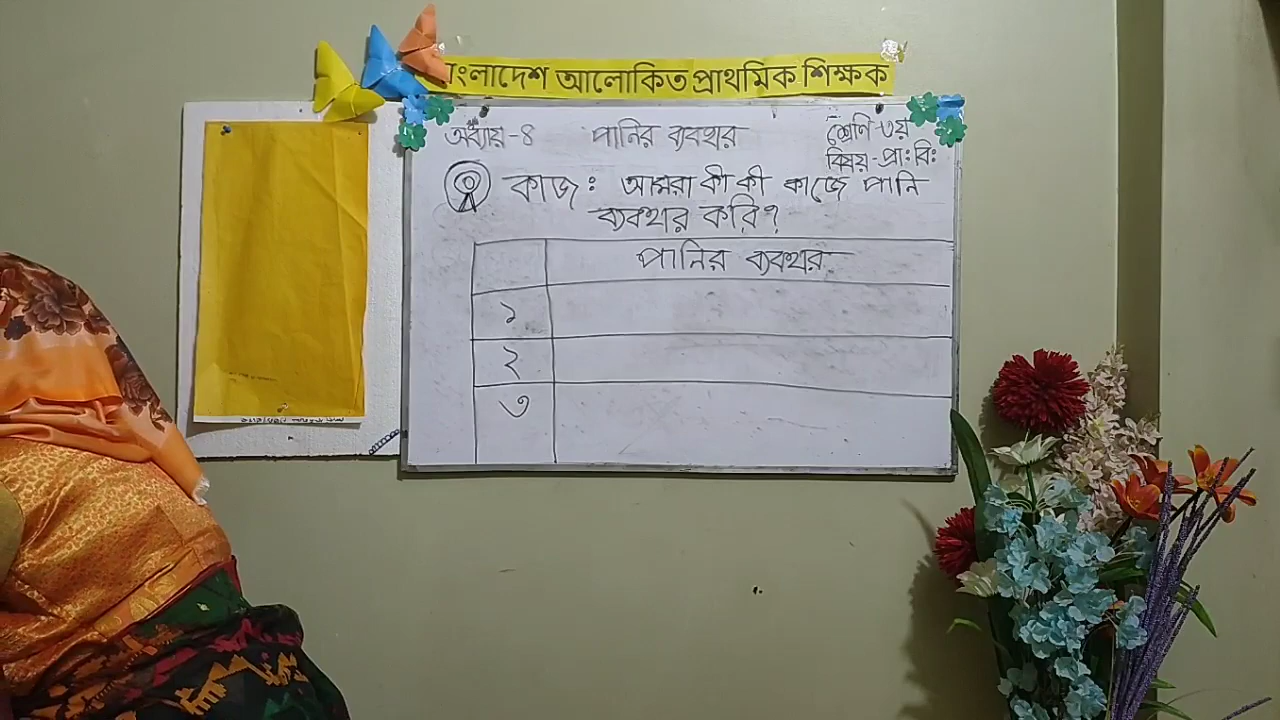 বাংলাদেশ আলোকিত প্রাথমিক শিক্ষক
অধ্যায়-৪ পানির ব্যবহার শ্রেণি-৩য়
বিষয়-প্রা:বি:
কাজ: আমরা কী কী কাজে পানি
ব্যবহার করি?
পানির ব্যবহার
১
২
৩